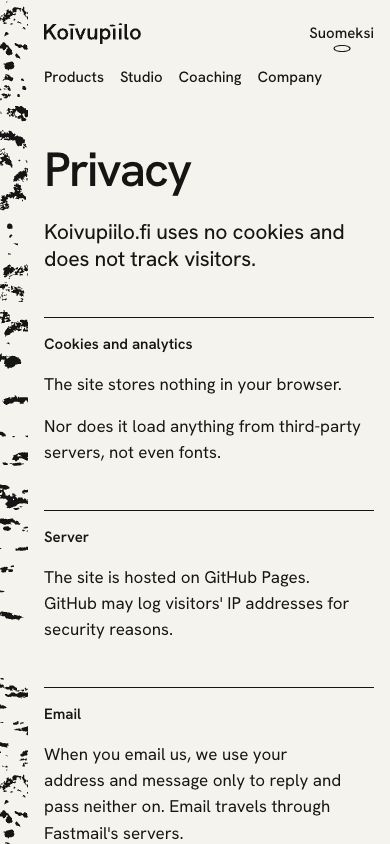 Koivupiilo
Suomeksi
Products Studio Coaching Company
Privacy
Koivupiilo.fi uses no cookies and
does not track visitors.
Cookies and analytics
The site stores nothing in your browser.
Nor does it load anything from third-party
servers, not even fonts.
Server
The site is hosted on GitHub Pages.
GitHub may log visitors' IP addresses for
security reasons.
Email
When you email us, we use your
address and message only to reply and
pass neither on. Email travels through
Fastmail's servers.